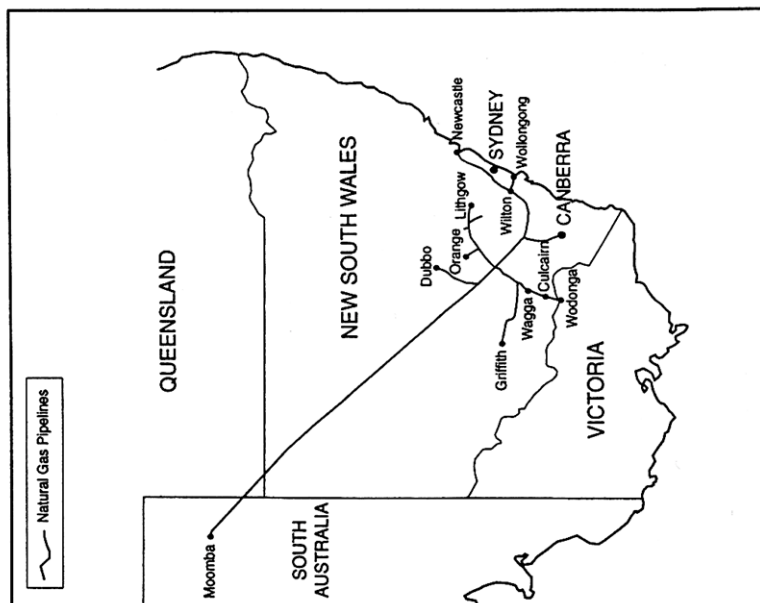 Natural Gas Pipelines
QUEENSLAND
Moomba
SOUTH
AUSTRALIA
NEW SOUTH WALES
Dubbo
Orange
Lithgow
Newcastle
SYDNEY
Wollongong
Wilton
CANBERRA
Griffith
Wagga
Culcairn
Wodonga
VICTORIA